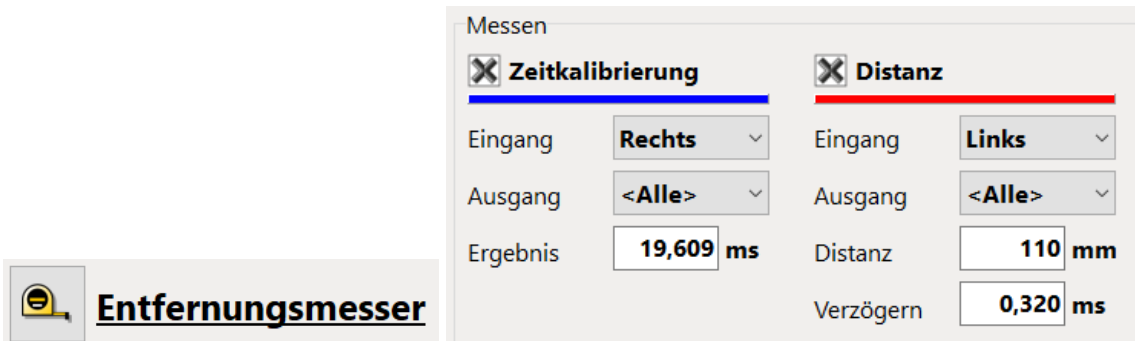 Messen
Zeitkalibrierung Distanz
Eingang Rechts Eingang Links
Ausgang <Alle> Ausgang <Alle>
Ergebnis 19,609 ms Distanz 110 mm
Entfernungsmesser Verzögern 0,320 ms